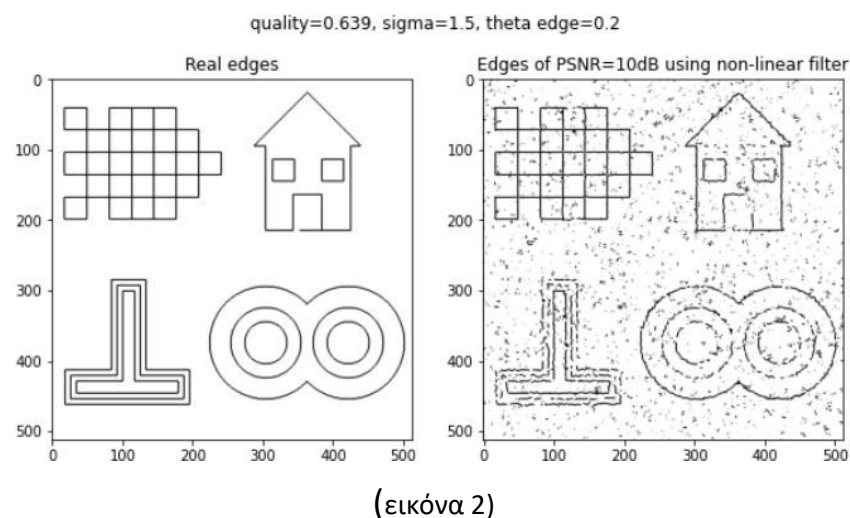 quality=0.639, sigma=1.5, theta edge=0.2
Real edges
Edges of PSNR=10dB using non-linear filter
0
100
200
300
400
500
0 100 200 300 400 500
0
100
200
300
400
500
0 100 200 300 400 500
(εικόνα 2)